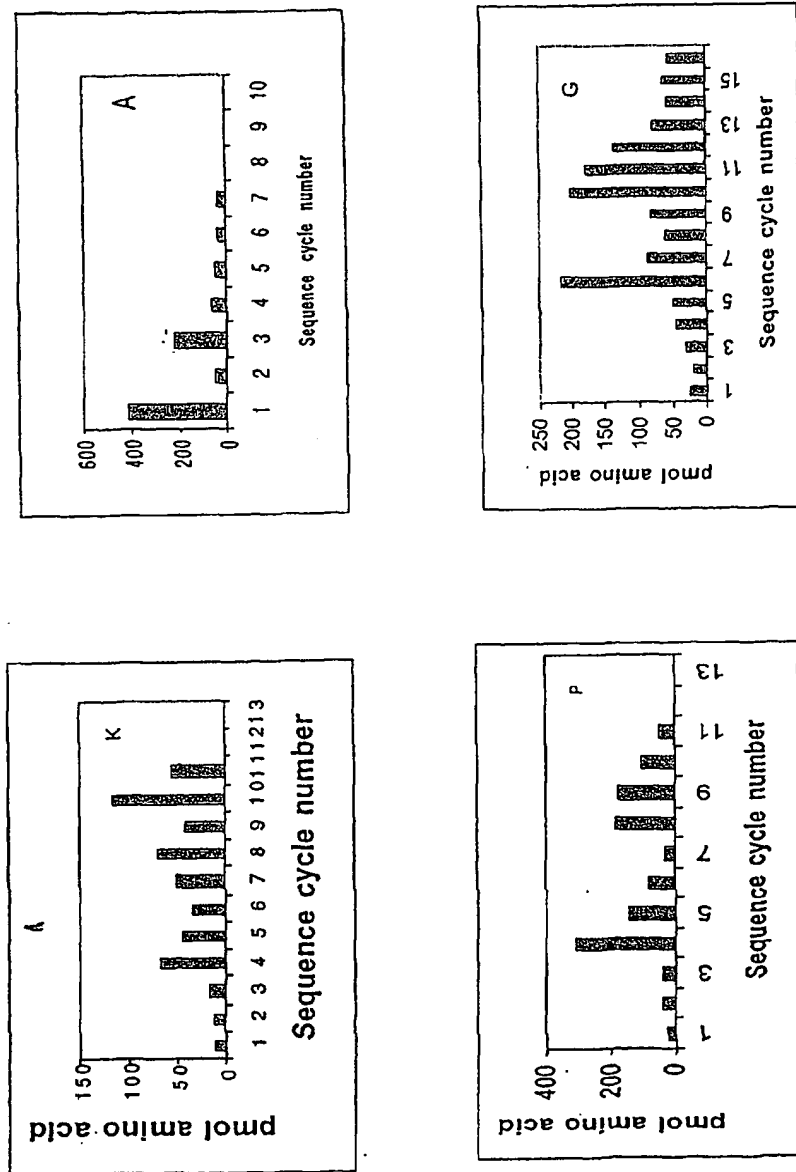 A
600
400
200
0
1 2 3 4 5 6 7 8 9 10
Sequence cycle number
G
pmol amino acid
250
200
150
100
50
0
1 3 5 7 9 11 13 15
Sequence cycle number
A
K
pmol amino acid
150
100
50
0
1 2 3 4 5 6 7 8 9 10 11 12 13
Sequence cycle number
P
pmol amino acid
400
200
0
1 3 5 7 9 11 13
Sequence cycle number